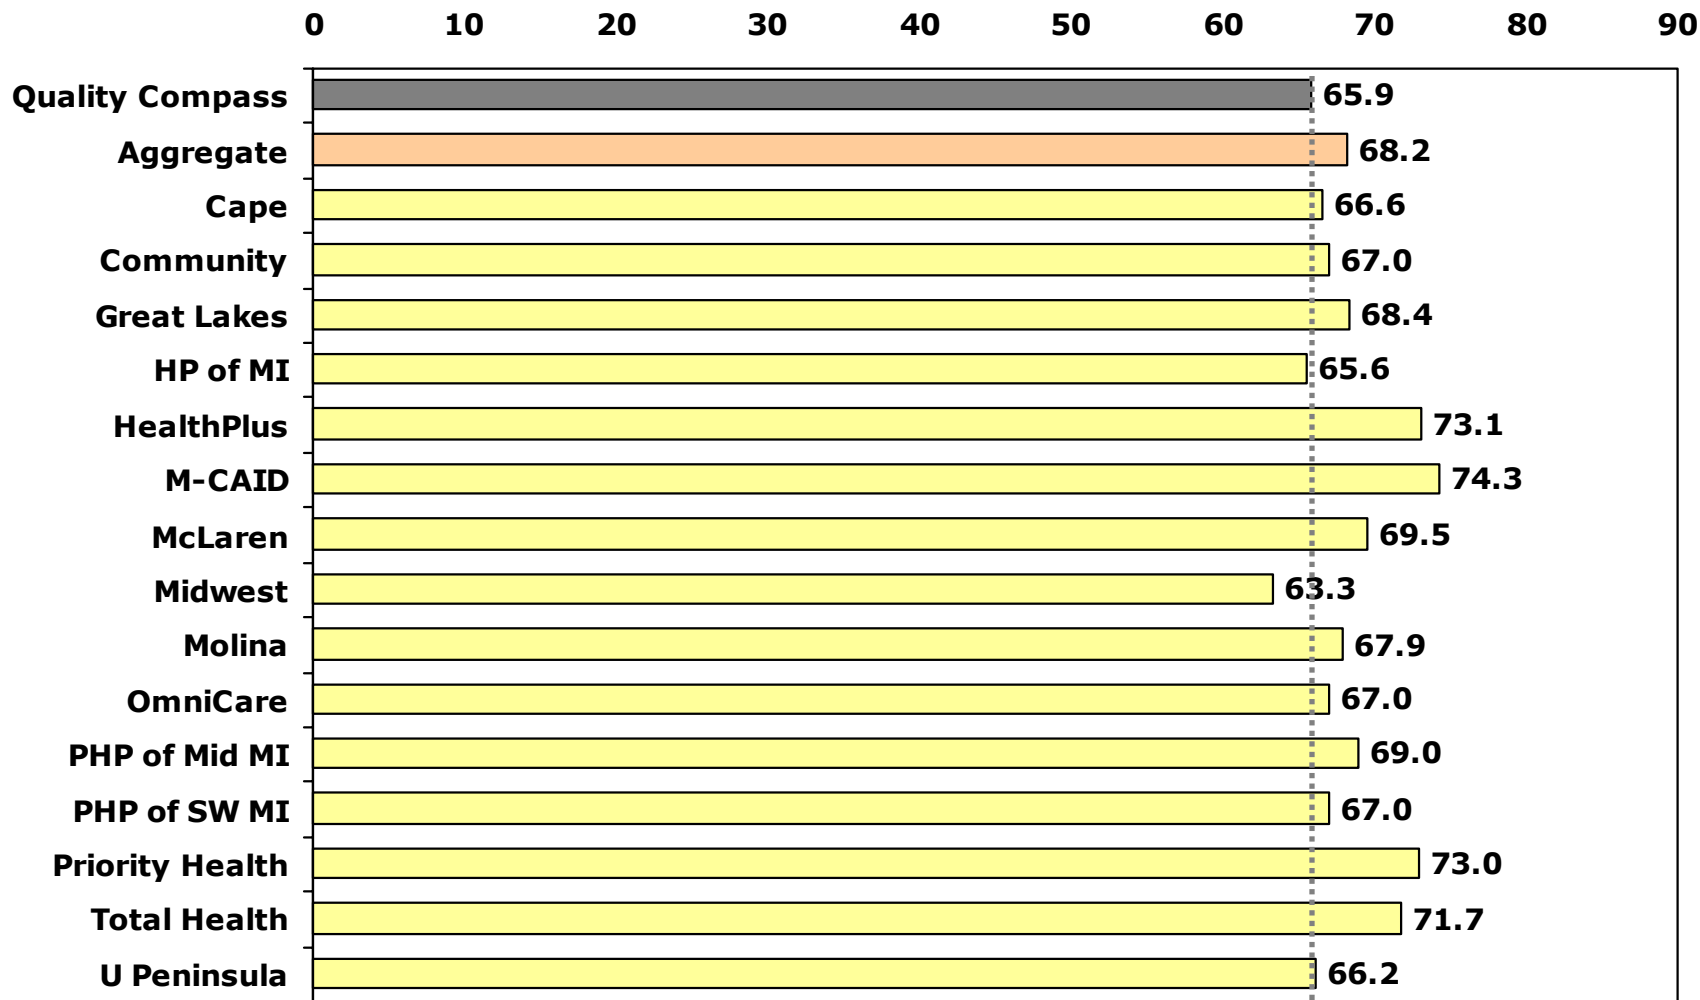 0 10 20 30 40 50 60 70 80 90
Quality Compass 65.9
Aggregate 68.2
Cape 66.6
Community 67.0
Great Lakes 68.4
HP of MI 65.6
HealthPlus 73.1
M-CAID 74.3
McLaren 69.5
Midwest 63.3
Molina 67.9
OmniCare 67.0
PHP of Mid MI 69.0
PHP of SW MI 67.0
Priority Health 73.0
Total Health 71.7
U Peninsula 66.2